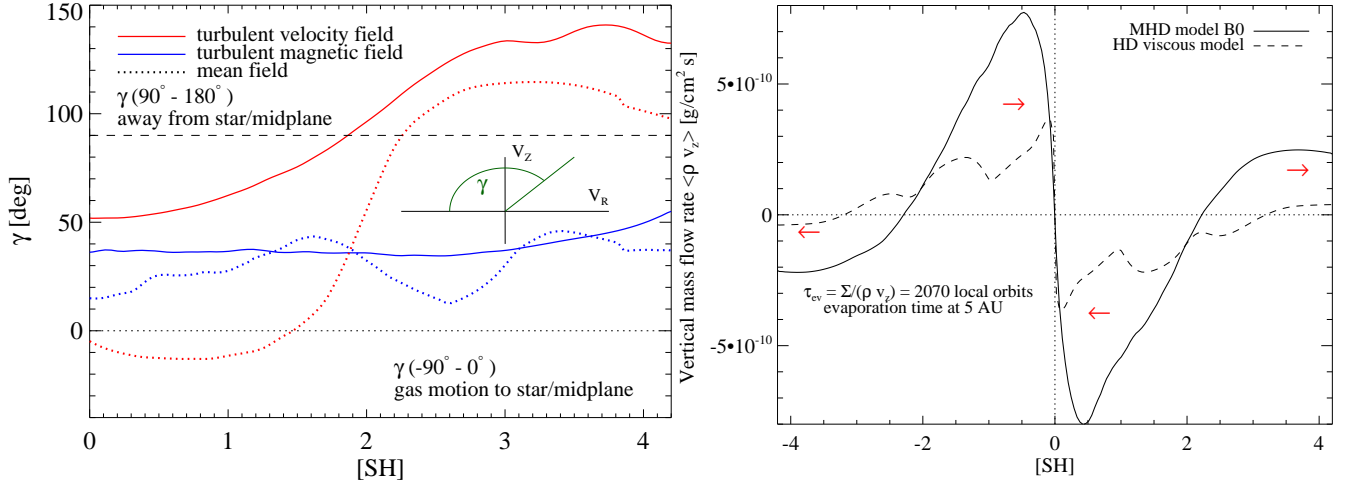 150
100
50
0
γ [deg]
turbulent velocity field
turbulent magnetic field
mean field
γ (90° - 180°)
away from star/midplane
V_Z
γ
V_R
γ (-90° - 0°)
gas motion to star/midplane
0 1 2 3 4
[SH]
Vertical mass flow rate <ρ v_z> [g/cm² s]
5•10⁻¹⁰
0
-5•10⁻¹⁰
MHD model B0
HD viscous model
τ_ev = Σ/(ρ v_z) = 2070 local orbits
evaporation time at 5 AU
-4 -2 0 2 4
[SH]